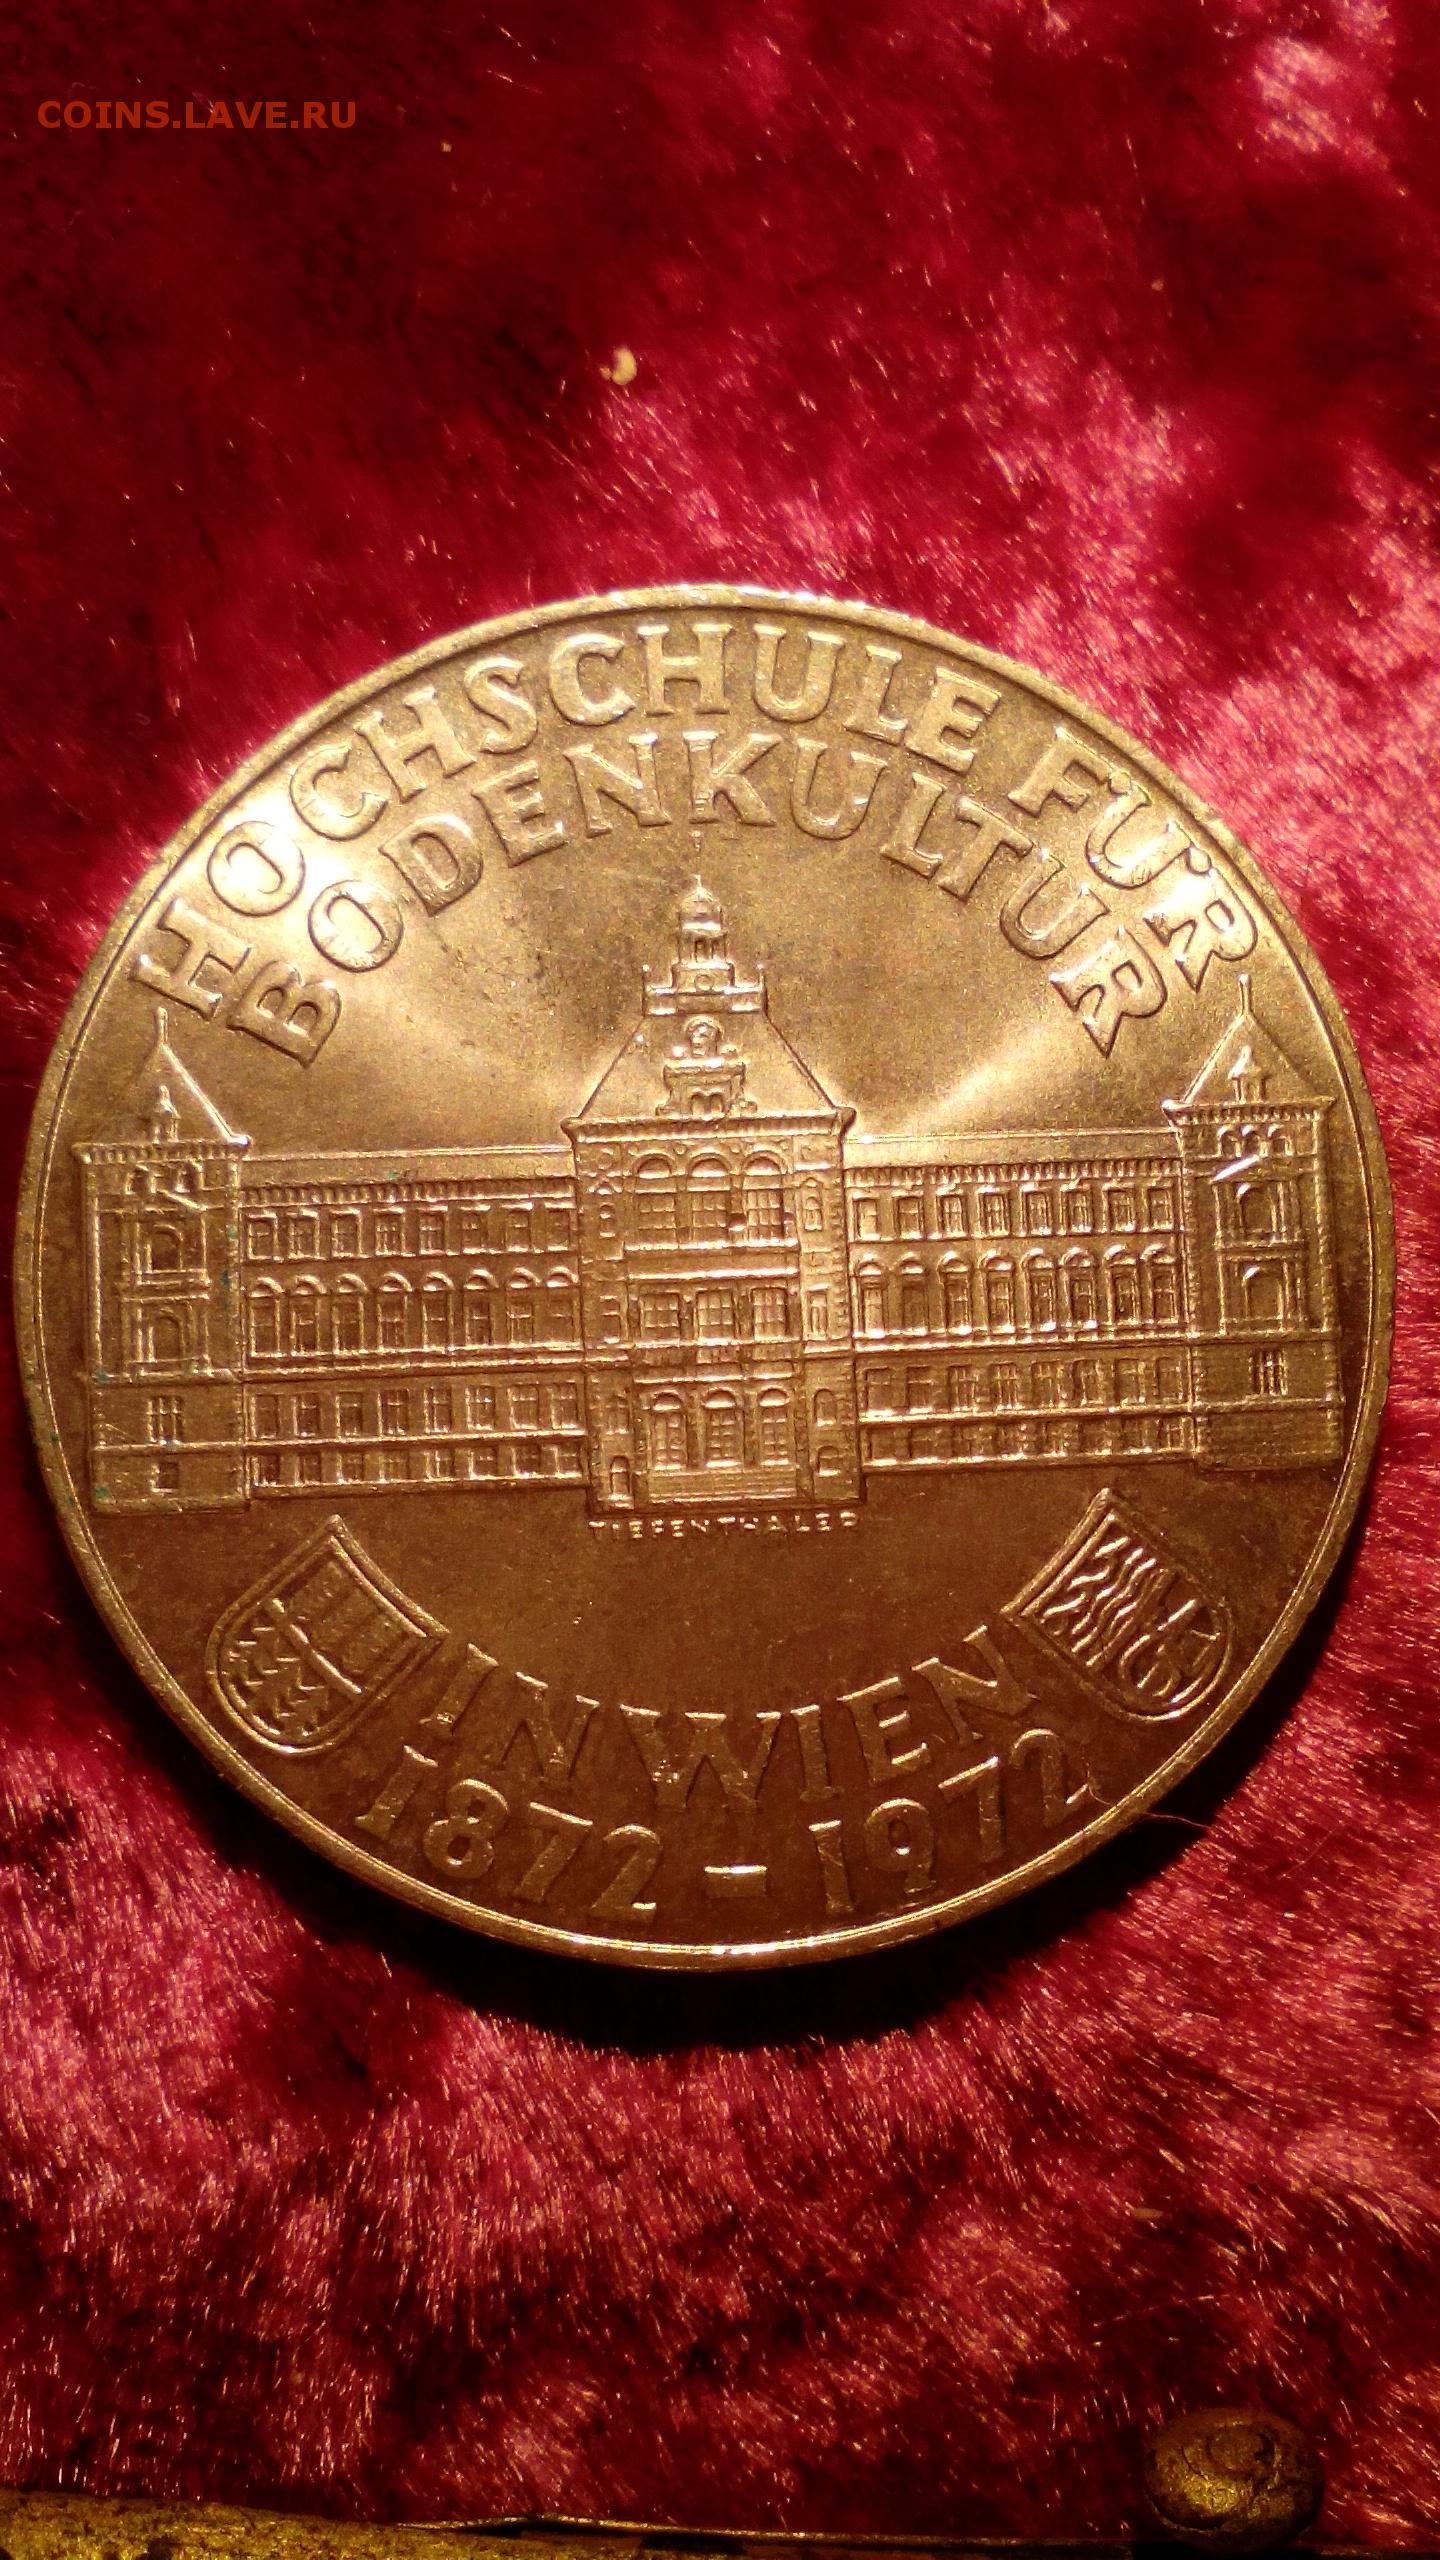 COINS.LAVE.RU
HOCHSCHULE FÜR
BODENKULTUR
TIEFENTHALER
IN WIEN
1872-1972